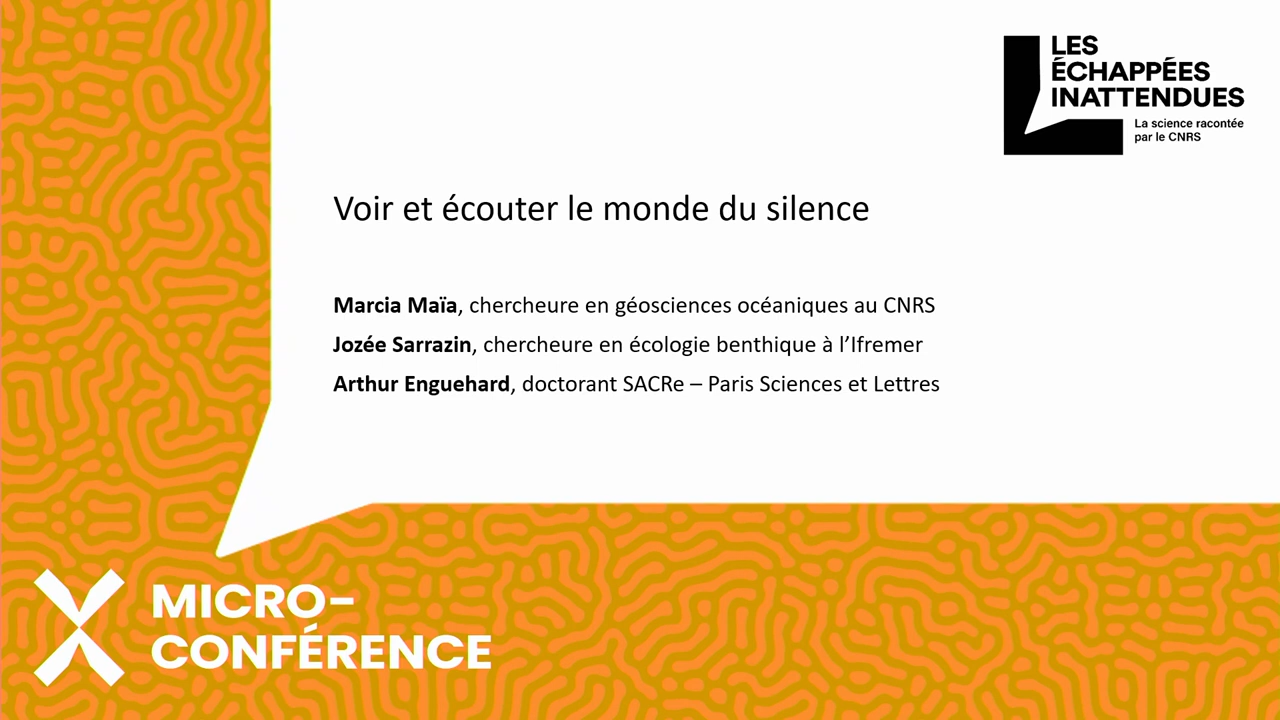 LES
ÉCHAPPÉES
INATTENDUES
La science racontée
par le CNRS
Voir et écouter le monde du silence
Marcia Maïa, chercheure en géosciences océaniques au CNRS
Jozée Sarrazin, chercheure en écologie benthique à l’Ifremer
Arthur Enguehard, doctorant SACRe – Paris Sciences et Lettres
MICRO-
CONFÉRENCE